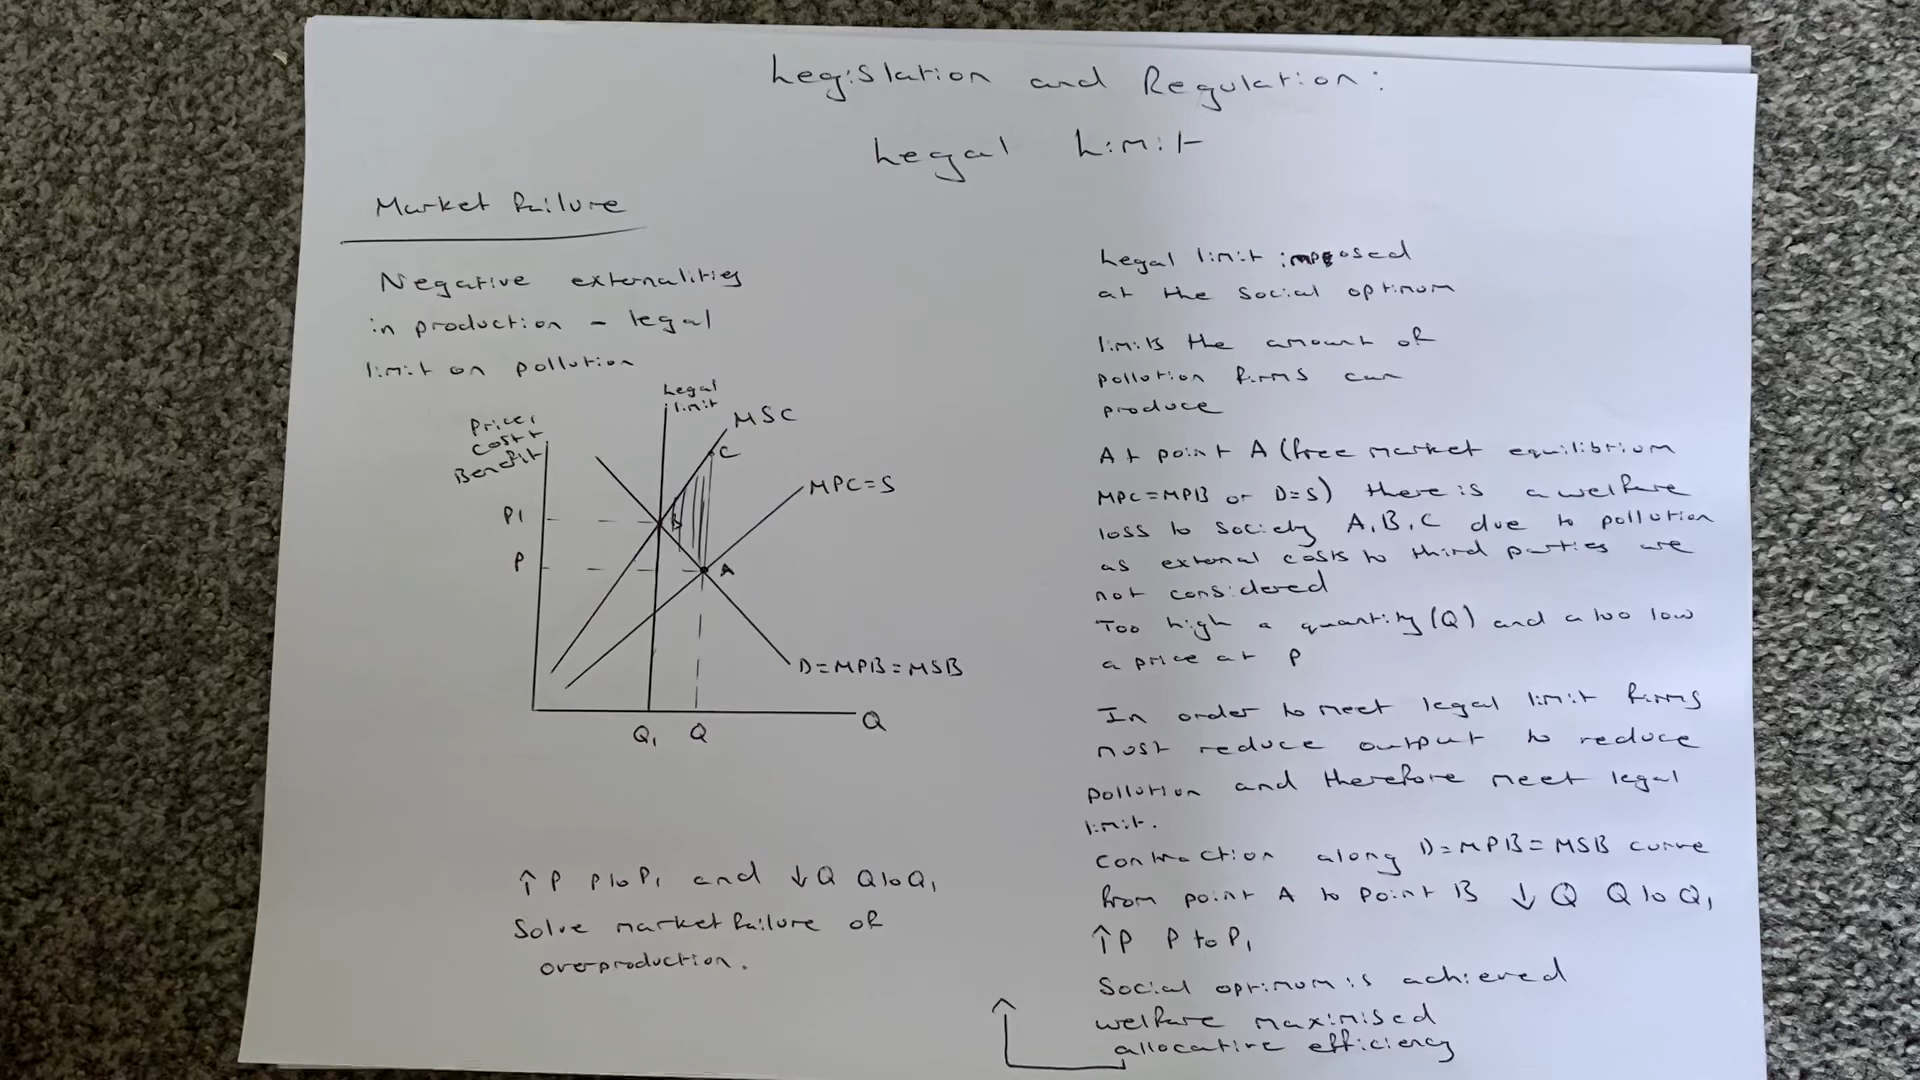 Legislation and Regulation:
Legal Limit
Market failure
Negative externalities
in production - legal
limit on pollution
Legal
limit
Price,
Cost +
Benefit
MSC
C
MPC=S
P1
B
P
A
D=MPB=MSB
Q1 Q
Q
↑P P to P1 and ↓Q Q to Q1
Solve market failure of
overproduction.
Legal limit imposed
at the social optimum
limits the amount of
pollution firms can
produce
At point A (free market equilibrium
MPC=MPB or D=S) there is a welfare
loss to society A,B,C due to pollution
as external costs to third parties are
not considered
Too high a quantity (Q) and a too low
a price at P
In order to meet legal limit firms
must reduce output to reduce
pollution and therefore meet legal
limit.
Contraction along D=MPB=MSB curve
from point A to point B ↓Q Q to Q1
↑P P to P1
Social optimum is achieved
welfare maximised
allocative efficiency